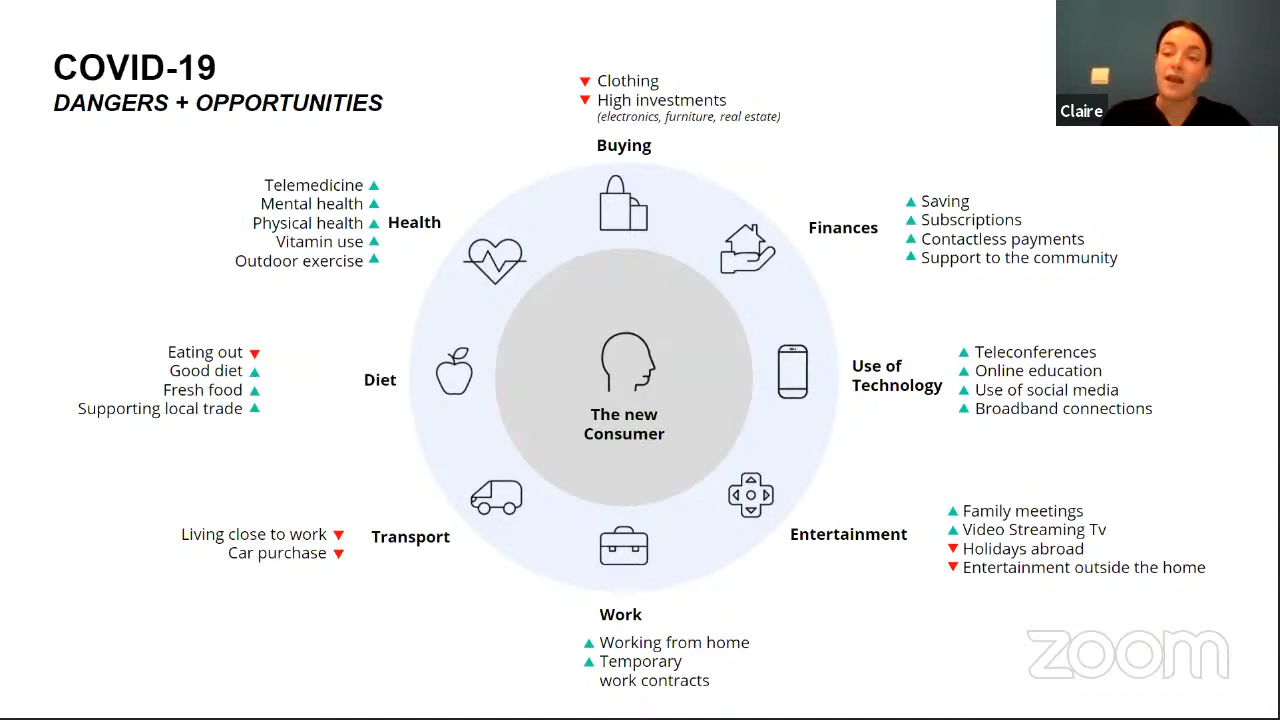 COVID-19
DANGERS + OPPORTUNITIES
Claire
Clothing
High investments
(electronics, furniture, real estate)
Buying
Telemedicine
Mental health
Physical health
Vitamin use
Outdoor exercise
Health
Finances
Saving
Subscriptions
Contactless payments
Support to the community
Eating out
Good diet
Fresh food
Supporting local trade
Diet
The new
Consumer
Use of
Technology
Teleconferences
Online education
Use of social media
Broadband connections
Living close to work
Car purchase
Transport
Entertainment
Family meetings
Video Streaming Tv
Holidays abroad
Entertainment outside the home
Work
Working from home
Temporary
work contracts
zoom